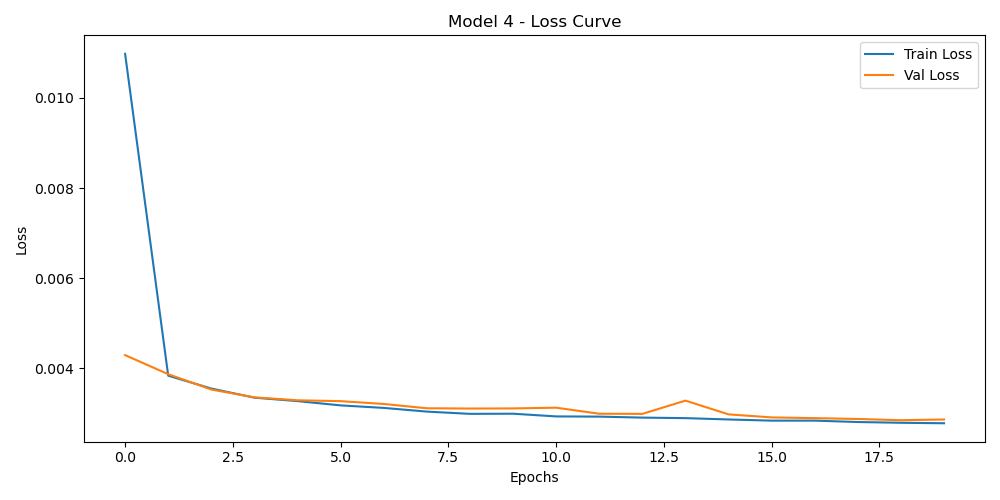 Model 4 - Loss Curve
Train Loss
Val Loss
0.010
0.008
0.006
0.004
Loss
0.0 2.5 5.0 7.5 10.0 12.5 15.0 17.5
Epochs